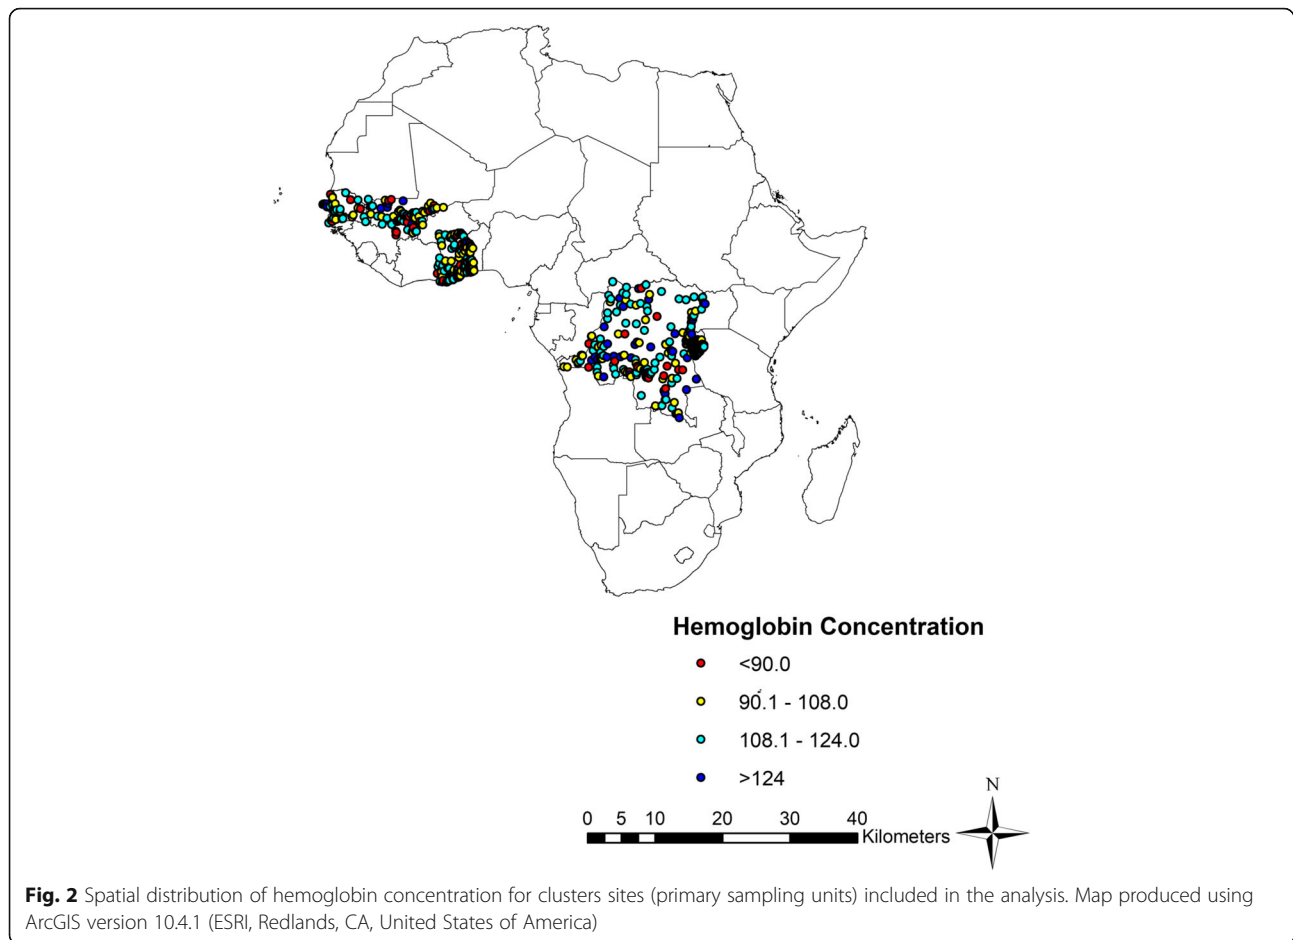 Hemoglobin Concentration
<90.0
90.1 - 108.0
108.1 - 124.0
>124
N
0 5 10 20 30 40
Kilometers
Fig. 2 Spatial distribution of hemoglobin concentration for clusters sites (primary sampling units) included in the analysis. Map produced using
ArcGIS version 10.4.1 (ESRI, Redlands, CA, United States of America)